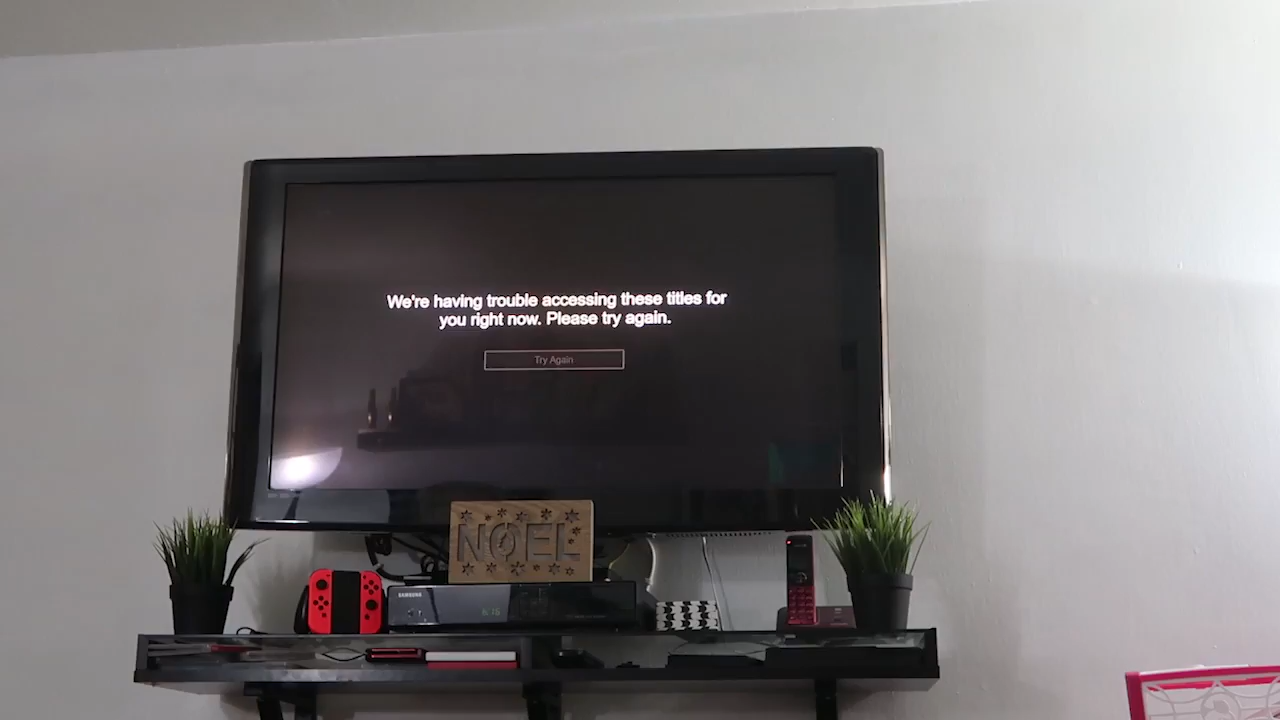 We're having trouble accessing these titles for
you right now. Please try again.
Try Again
NOEL
SAMSUNG